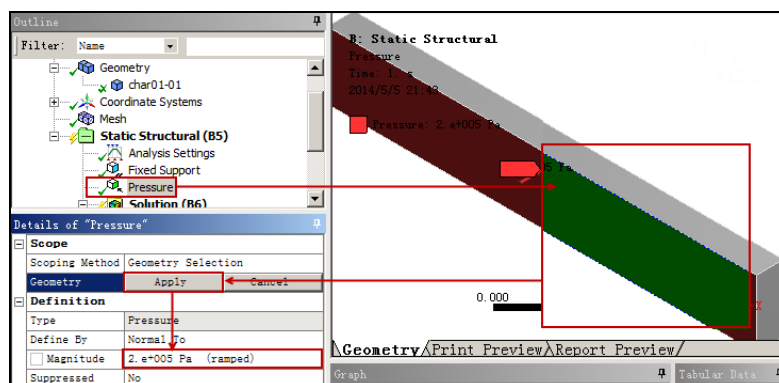 Outline
Filter: Name
Geometry
char01-01
Coordinate Systems
Mesh
Static Structural (B5)
Analysis Settings
Fixed Support
Pressure
Solution (B6)
Details of "Pressure"
Scope
Scoping Method Geometry Selection
Geometry Apply Cancel
Definition
Type Pressure
Define By Normal To
Magnitude 2.e+005 Pa (ramped)
Suppressed No
B: Static Structural
Pressure
Time: 1. s
2014/5/5 21:43
Pressure: 2.e+005 Pa
Pa
0.000
X
Geometry Print Preview Report Preview
Graph
Tabular Data